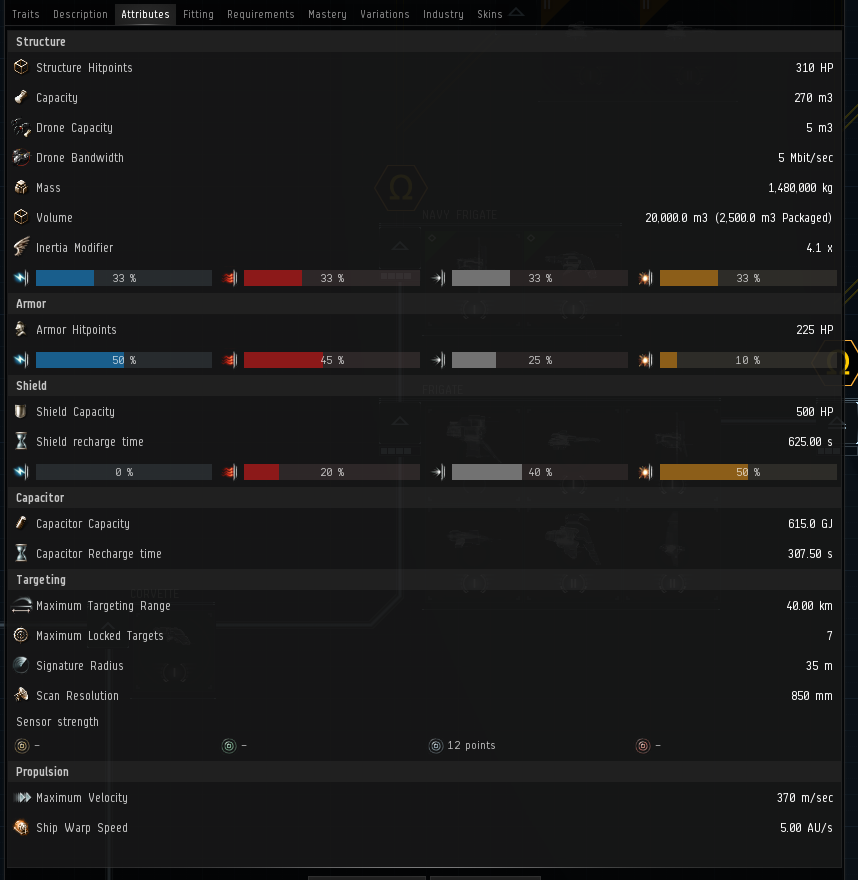 Traits Description Attributes Fitting Requirements Mastery Variations Industry Skins
Structure
Structure Hitpoints 310 HP
Capacity 270 m3
Drone Capacity 5 m3
Drone Bandwidth 5 Mbit/sec
Mass 1,480,000 kg
Volume 20,000.0 m3 (2,500.0 m3 Packaged)
NAVY FRIGATE
Inertia Modifier 4.1 x
33 % 33 % 33 % 33 %
Armor
Armor Hitpoints 225 HP
50 % 45 % 25 % 10 %
Shield
FRIGATE
Shield Capacity 500 HP
Shield recharge time 625.00 s
0 % 20 % 40 % 50 %
Capacitor
Capacitor Capacity 615.0 GJ
Capacitor Recharge time 307.50 s
Targeting
CORVETTE
Maximum Targeting Range 40.00 km
Maximum Locked Targets 7
Signature Radius 35 m
Scan Resolution 850 mm
Sensor strength
- - 12 points -
Propulsion
Maximum Velocity 370 m/sec
Ship Warp Speed 5.00 AU/s